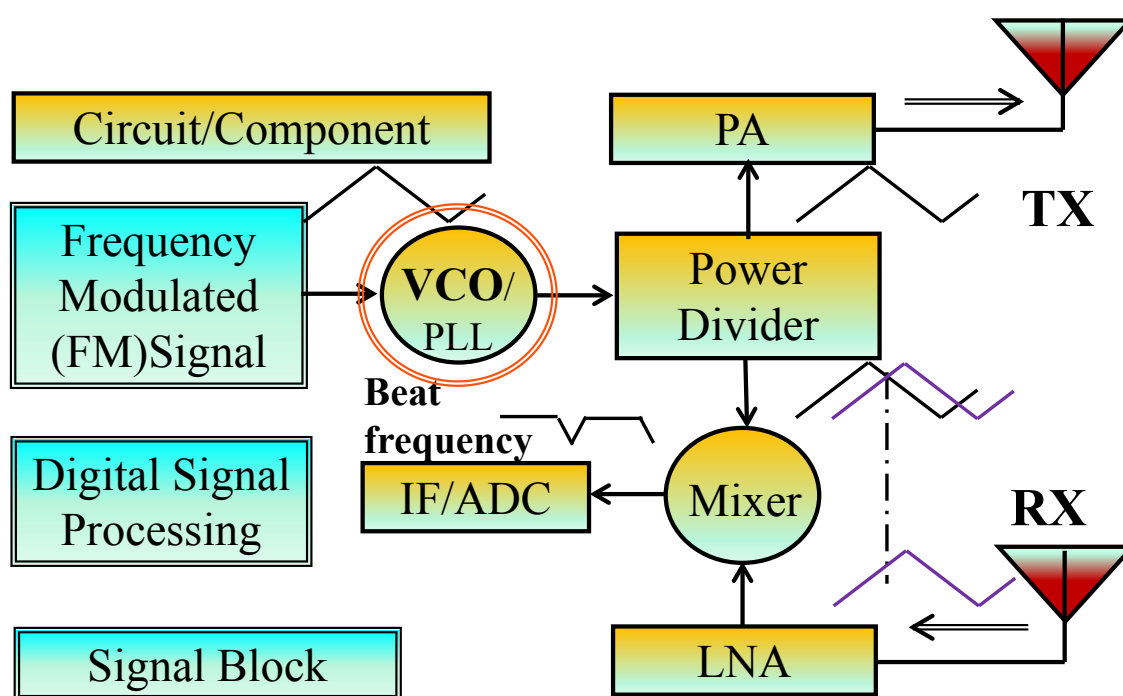 Circuit/Component
PA
TX
Frequency
Modulated
(FM)Signal
VCO/
PLL
Power
Divider
Beat
frequency
Digital Signal
Processing
IF/ADC
Mixer
RX
Signal Block
LNA